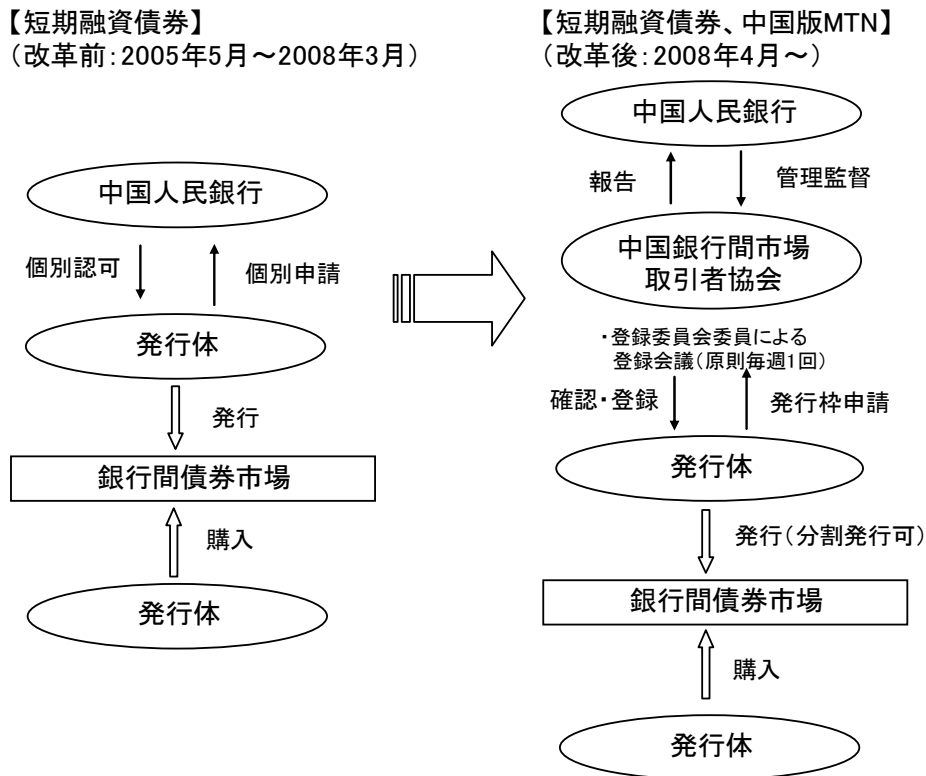 【短期融資債券】
(改革前:2005年5月~2008年3月)
中国人民銀行
個別認可
個別申請
発行体
発行
銀行間債券市場
購入
発行体
【短期融資債券、中国版MTN】
(改革後:2008年4月~)
中国人民銀行
報告
管理監督
中国銀行間市場
取引者協会
・登録委員会委員による
登録会議(原則毎週1回)
確認・登録
発行枠申請
発行体
発行(分割発行可)
銀行間債券市場
購入
発行体